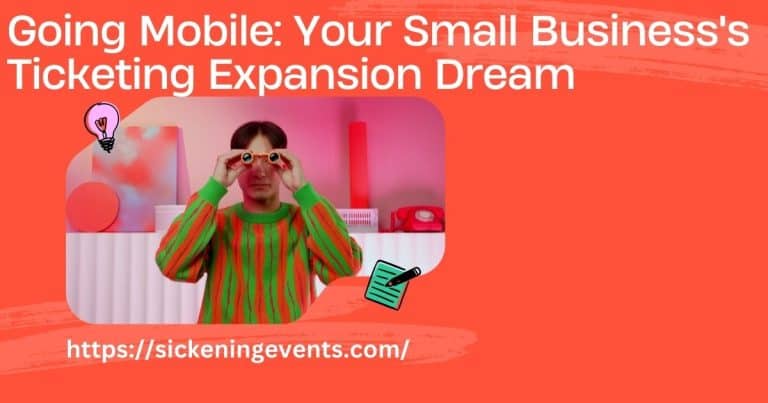 Going Mobile: Your Small Business's
Ticketing Expansion Dream
https://sickeningevents.com/